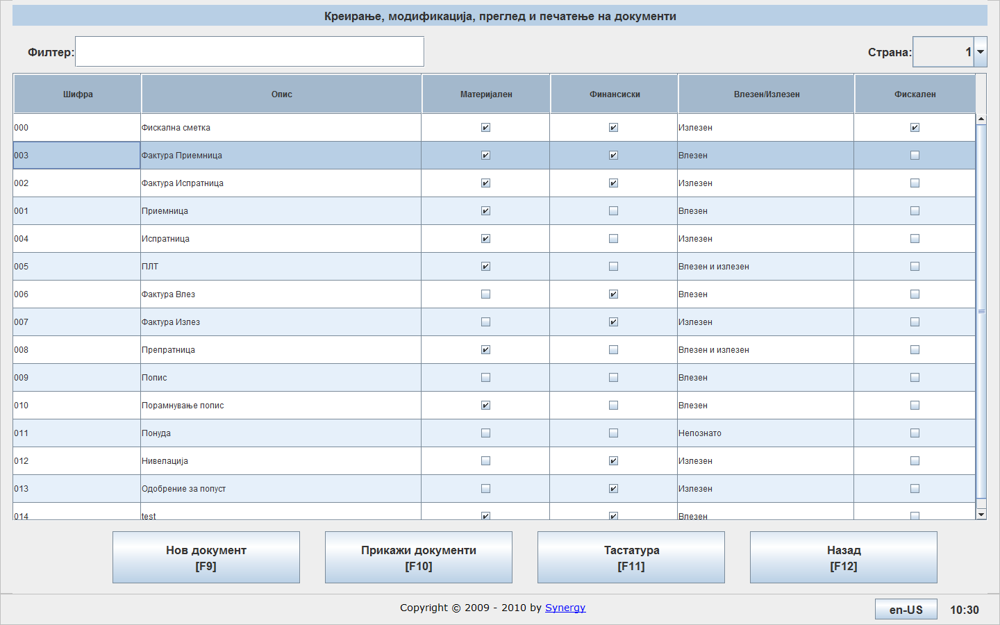 Креирање, модификација, преглед и печатење на документи
Филтер: Страна: 1
Шифра Опис Материјален Финансиски Влезен/Излезен Фискален
000 Фискална сметка Излезен
003 Фактура Приемница Влезен
002 Фактура Испратница Излезен
001 Приемница Влезен
004 Испратница Излезен
005 ПЛТ Влезен и излезен
006 Фактура Влез Влезен
007 Фактура Излез Излезен
008 Препратница Влезен и излезен
009 Попис Влезен
010 Порамнување попис Влезен
011 Понуда Непознато
012 Нивелација Излезен
013 Одобрение за попуст Излезен
014 test Влезен
Нов документ Прикажи документи Тастатура Назад
[F9] [F10] [F11] [F12]
Copyright © 2009 - 2010 by Synergy
en-US 10:30